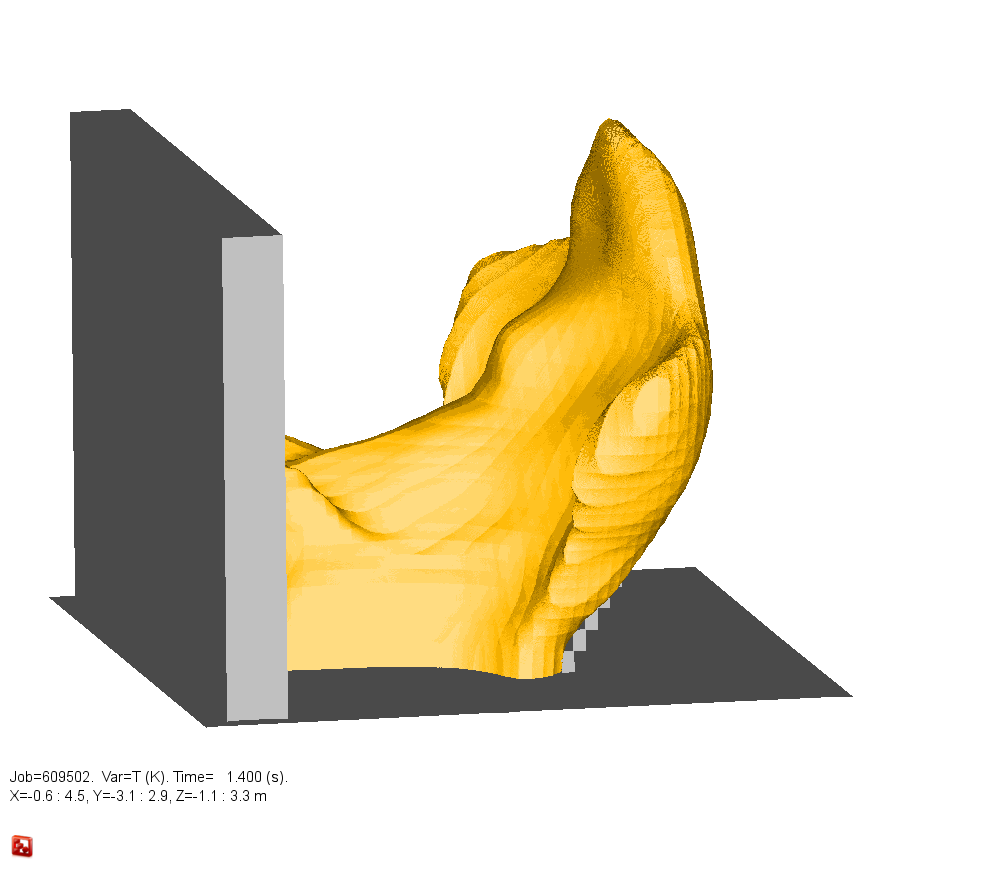 Job=609502. Var=T (K). Time= 1.400 (s).
X=-0.6 : 4.5, Y=-3.1 : 2.9, Z=-1.1 : 3.3 m